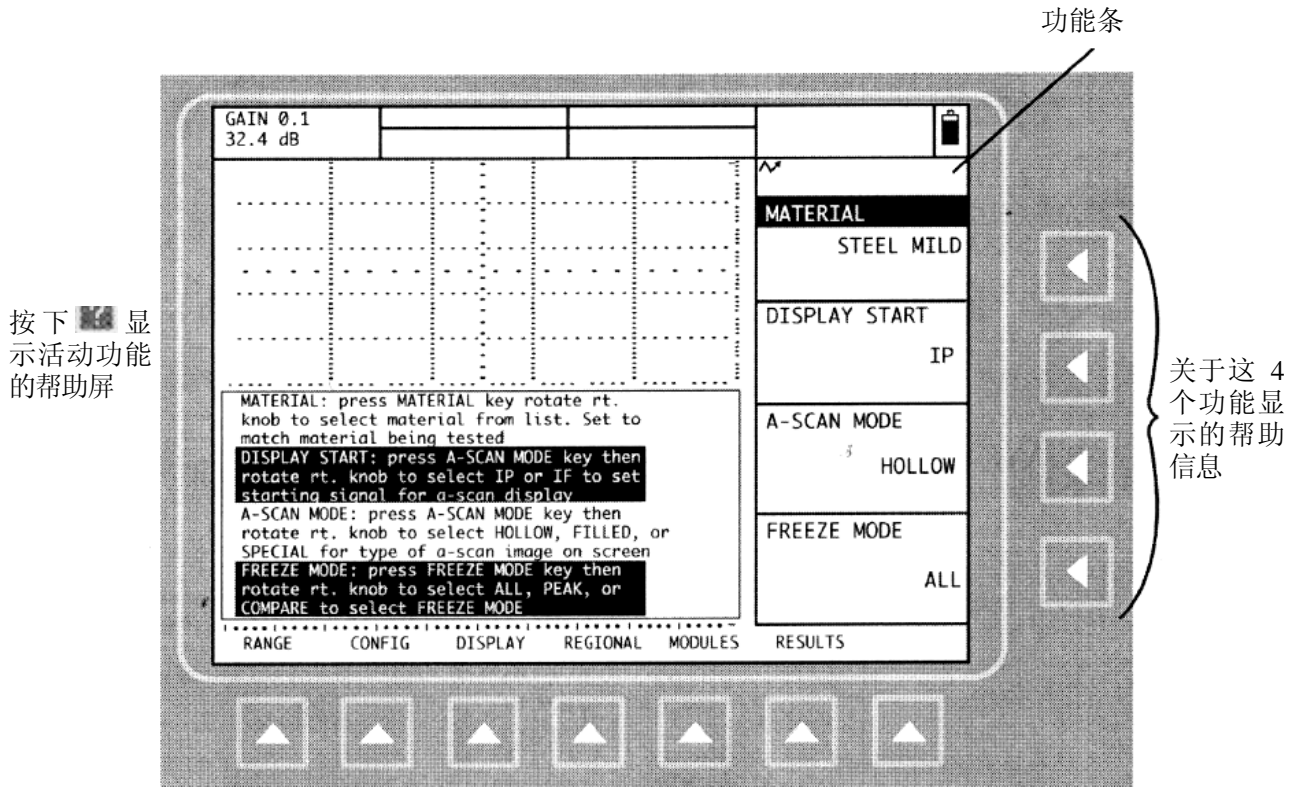 功能条
GAIN 0.1
32.4 dB
MATERIAL
STEEL MILD
DISPLAY START
IP
A-SCAN MODE
HOLLOW
FREEZE MODE
ALL
按下 显
示活动功能
的帮助屏
关于这 4
个功能显
示的帮助
信息
MATERIAL: press MATERIAL key rotate rt.
knob to select material from list. Set to
match material being tested
DISPLAY START: press A-SCAN MODE key then
rotate rt. knob to select IP or IF to set
starting signal for a-scan display
A-SCAN MODE: press A-SCAN MODE key then
rotate rt. knob to select HOLLOW, FILLED, or
SPECIAL for type of a-scan image on screen
FREEZE MODE: press FREEZE MODE key then
rotate rt. knob to select ALL, PEAK, or
COMPARE to select FREEZE MODE
RANGE CONFIG DISPLAY REGIONAL MODULES RESULTS